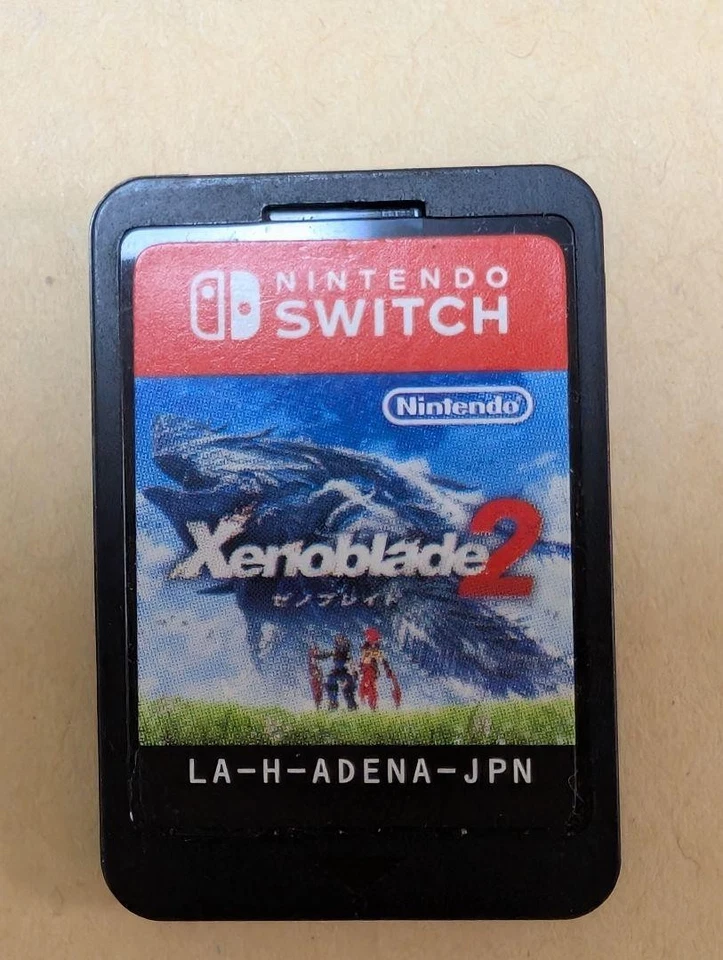 NINTENDO
SWITCH
Nintendo
Xenoblade2
ゼノブレイド
LA-H-ADENA-JPN